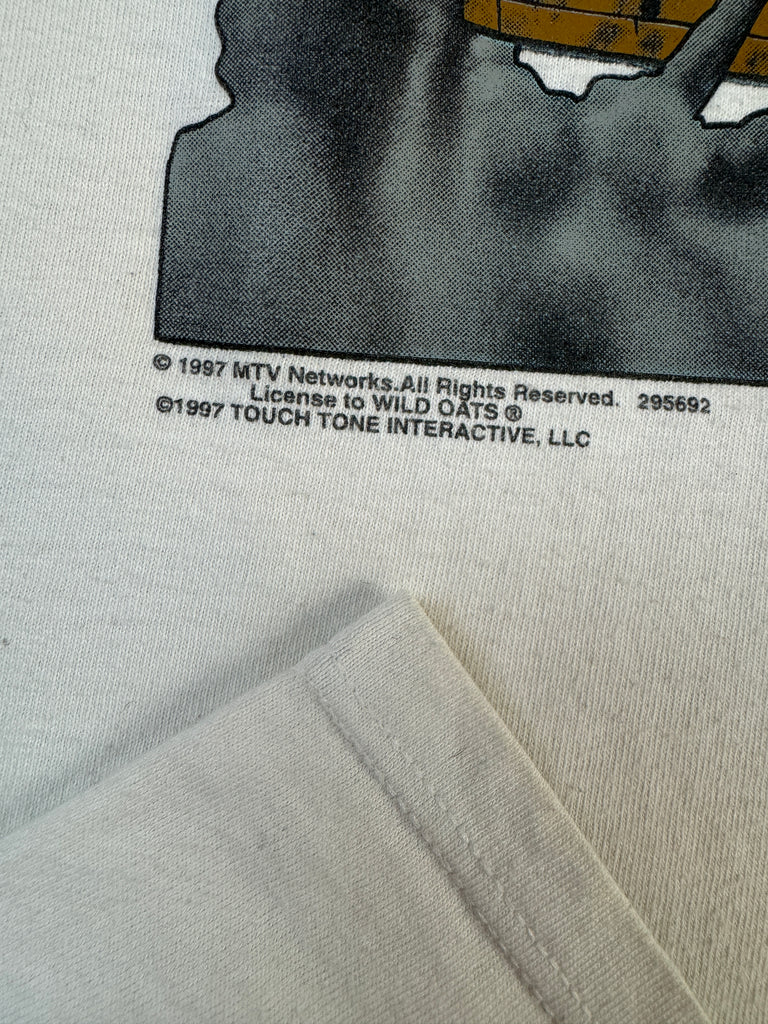 © 1997 MTV Networks.All Rights Reserved. 295692
License to WILD OATS ®
©1997 TOUCH TONE INTERACTIVE, LLC